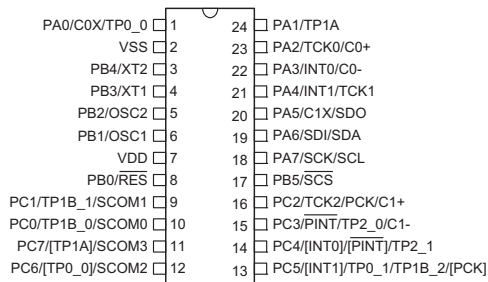 PA0/C0X/TP0_0 1 24 PA1/TP1A
VSS 2 23 PA2/TCK0/C0+
PB4/XT2 3 22 PA3/INT0/C0-
PB3/XT1 4 21 PA4/INT1/TCK1
PB2/OSC2 5 20 PA5/C1X/SDO
PB1/OSC1 6 19 PA6/SDI/SDA
VDD 7 18 PA7/SCK/SCL
PB0/RES 8 17 PB5/SCS
PC1/TP1B_1/SCOM1 9 16 PC2/TCK2/PCK/C1+
PC0/TP1B_0/SCOM0 10 15 PC3/PINT/TP2_0/C1-
PC7/[TP1A]/SCOM3 11 14 PC4/[INT0]/[PINT]/TP2_1
PC6/[TP0_0]/SCOM2 12 13 PC5/[INT1]/TP0_1/TP1B_2/[PCK]